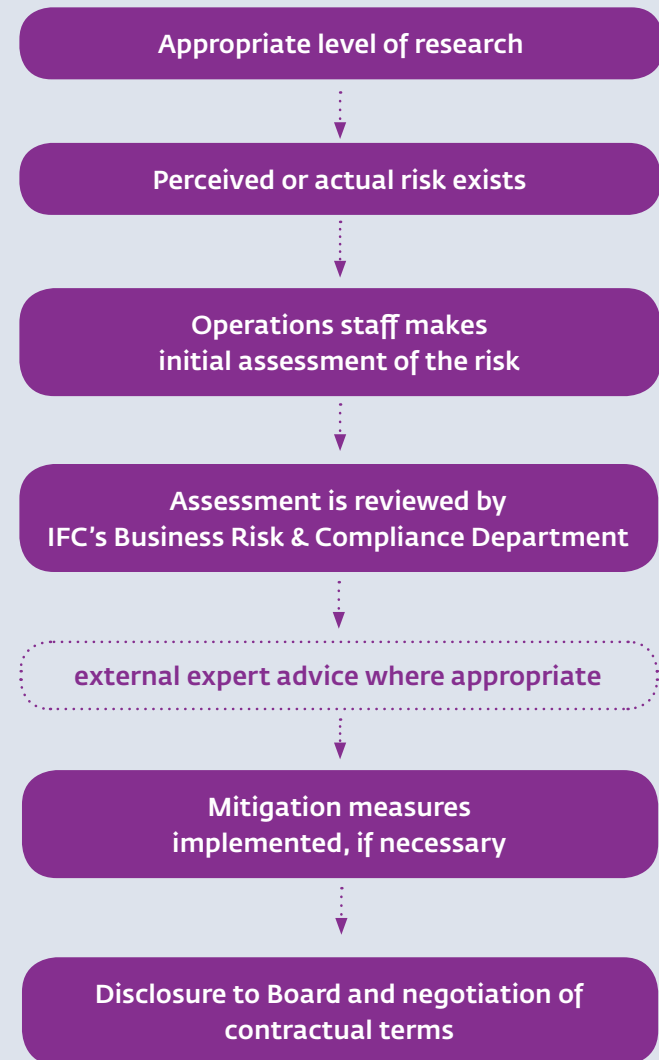 Appropriate level of research
Perceived or actual risk exists
Operations staff makes
initial assessment of the risk
Assessment is reviewed by
IFC's Business Risk & Compliance Department
external expert advice where appropriate
Mitigation measures
implemented, if necessary
Disclosure to Board and negotiation of
contractual terms